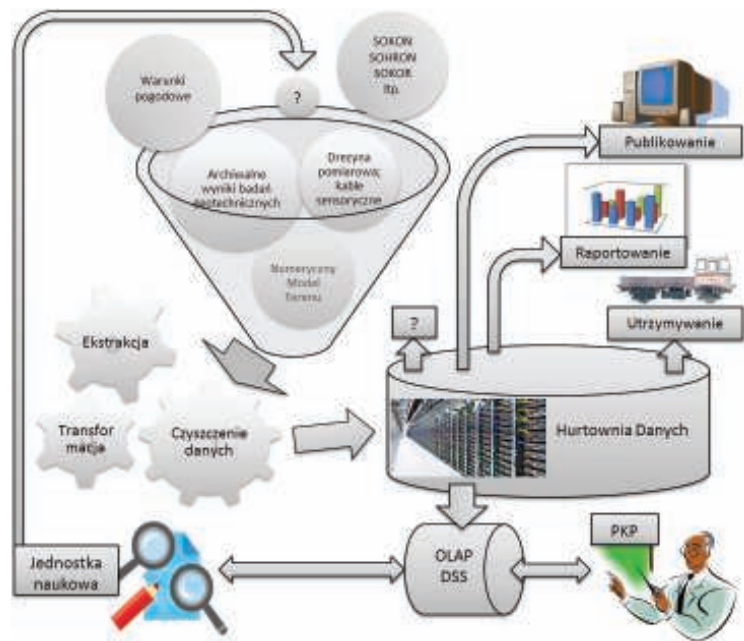 SOKON
SOHRON
SOKOR
itp.
Warunki
pogodowe
?
Archiwalne
wyniki badań
geotechnicznych
Drezyna
pomiarowa;
kable
sensoryczne
Numeryczny
Model
Terenu
Publikowanie
Raportowanie
Utrzymywanie
?
Ekstrakcja
Transfor
macja
Czyszczenie
danych
Hurtownia Danych
Jednostka
naukowa
OLAP
DSS
PKP